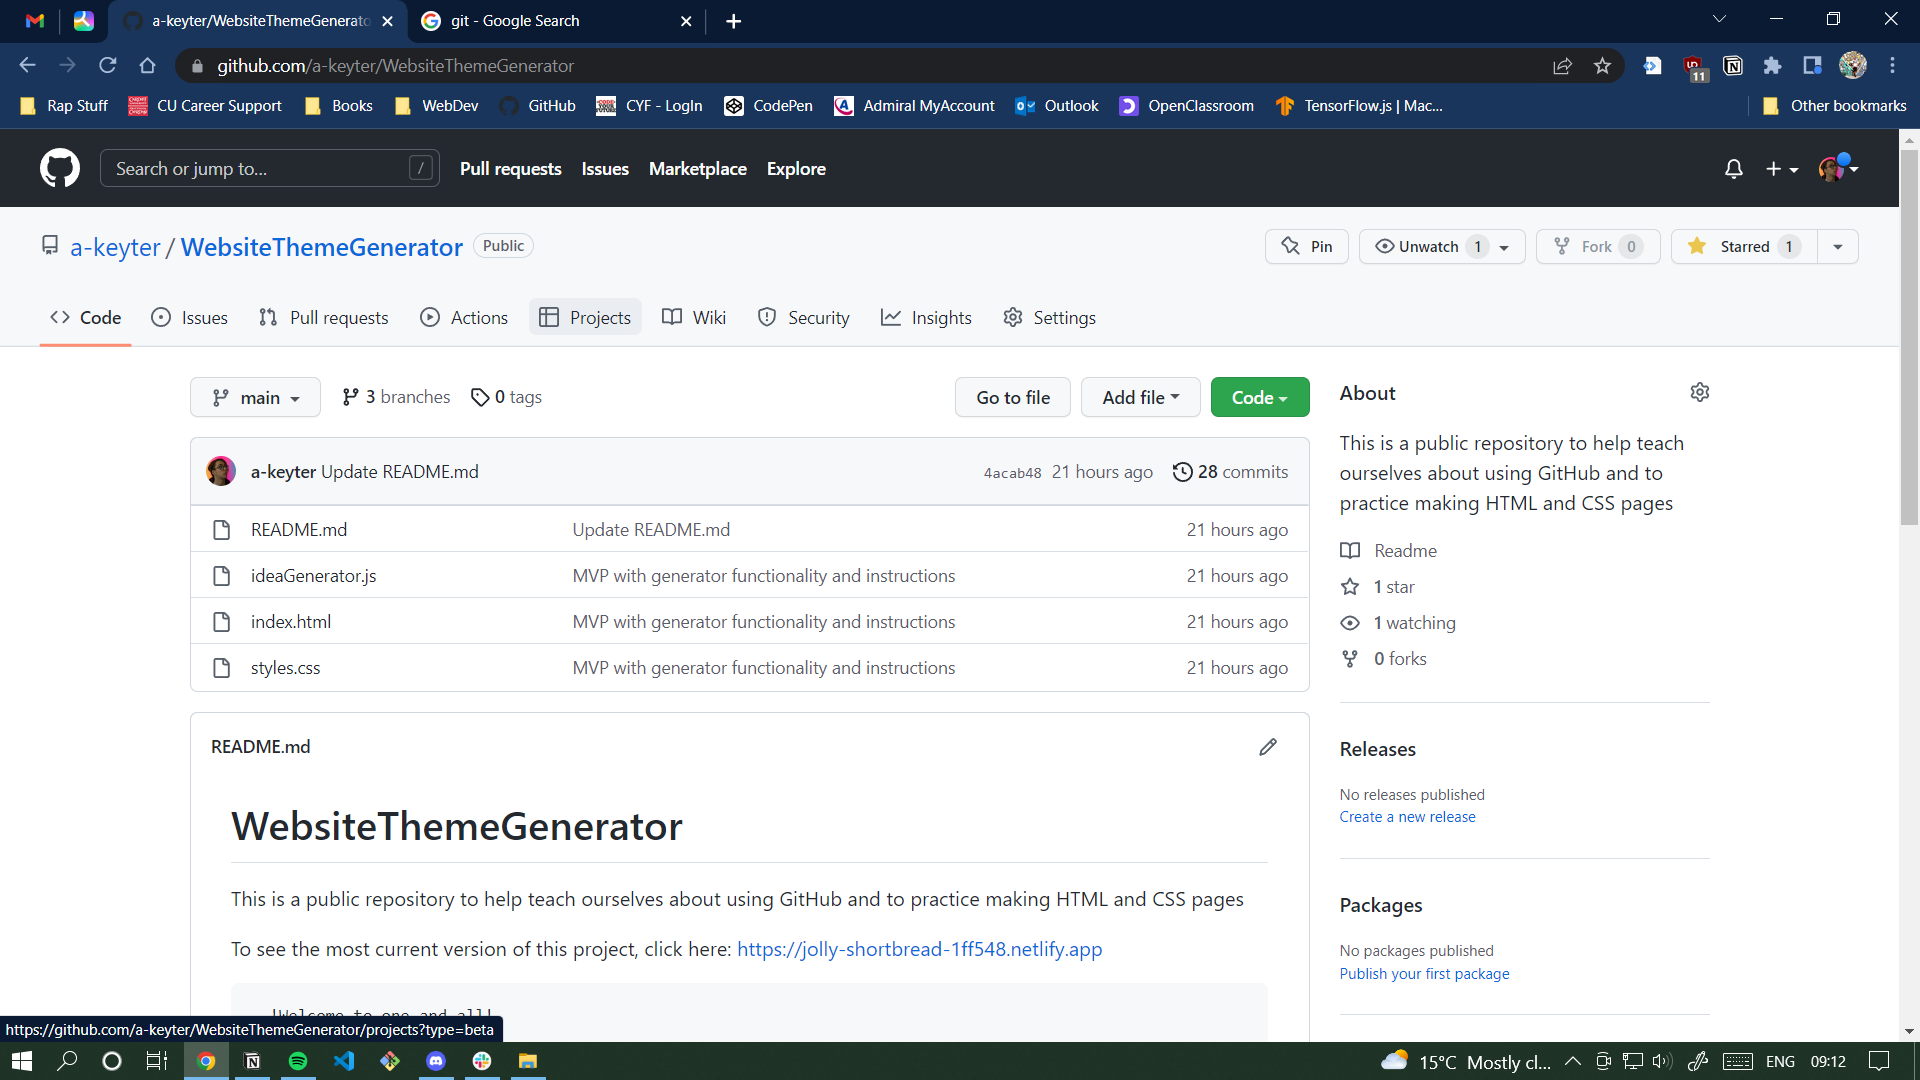 a-keyter/WebsiteThemeGenerato
git - Google Search
github.com/a-keyter/WebsiteThemeGenerator
11
Rap Stuff
CU Career Support
Books
WebDev
GitHub
CYF - LogIn
CodePen
Admiral MyAccount
Outlook
OpenClassroom
TensorFlow.js | Mac...
Other bookmarks
Search or jump to...
/
Pull requests
Issues
Marketplace
Explore
a-keyter / WebsiteThemeGenerator
Public
Pin
Unwatch 1
Fork 0
Starred 1
Code
Issues
Pull requests
Actions
Projects
Wiki
Security
Insights
Settings
main
3 branches
0 tags
Go to file
Add file
Code
a-keyter Update README.md
4acab48 21 hours ago
28 commits
README.md Update README.md 21 hours ago
ideaGenerator.js MVP with generator functionality and instructions 21 hours ago
index.html MVP with generator functionality and instructions 21 hours ago
styles.css MVP with generator functionality and instructions 21 hours ago
README.md
WebsiteThemeGenerator
This is a public repository to help teach ourselves about using GitHub and to practice making HTML and CSS pages
To see the most current version of this project, click here: https://jolly-shortbread-1ff548.netlify.app
!Welcome to one and all!
About
This is a public repository to help teach
ourselves about using GitHub and to
practice making HTML and CSS pages
Readme
1 star
1 watching
0 forks
Releases
No releases published
Create a new release
Packages
No packages published
Publish your first package
https://github.com/a-keyter/WebsiteThemeGenerator/projects?type=beta
15°C Mostly cl...
ENG
09:12